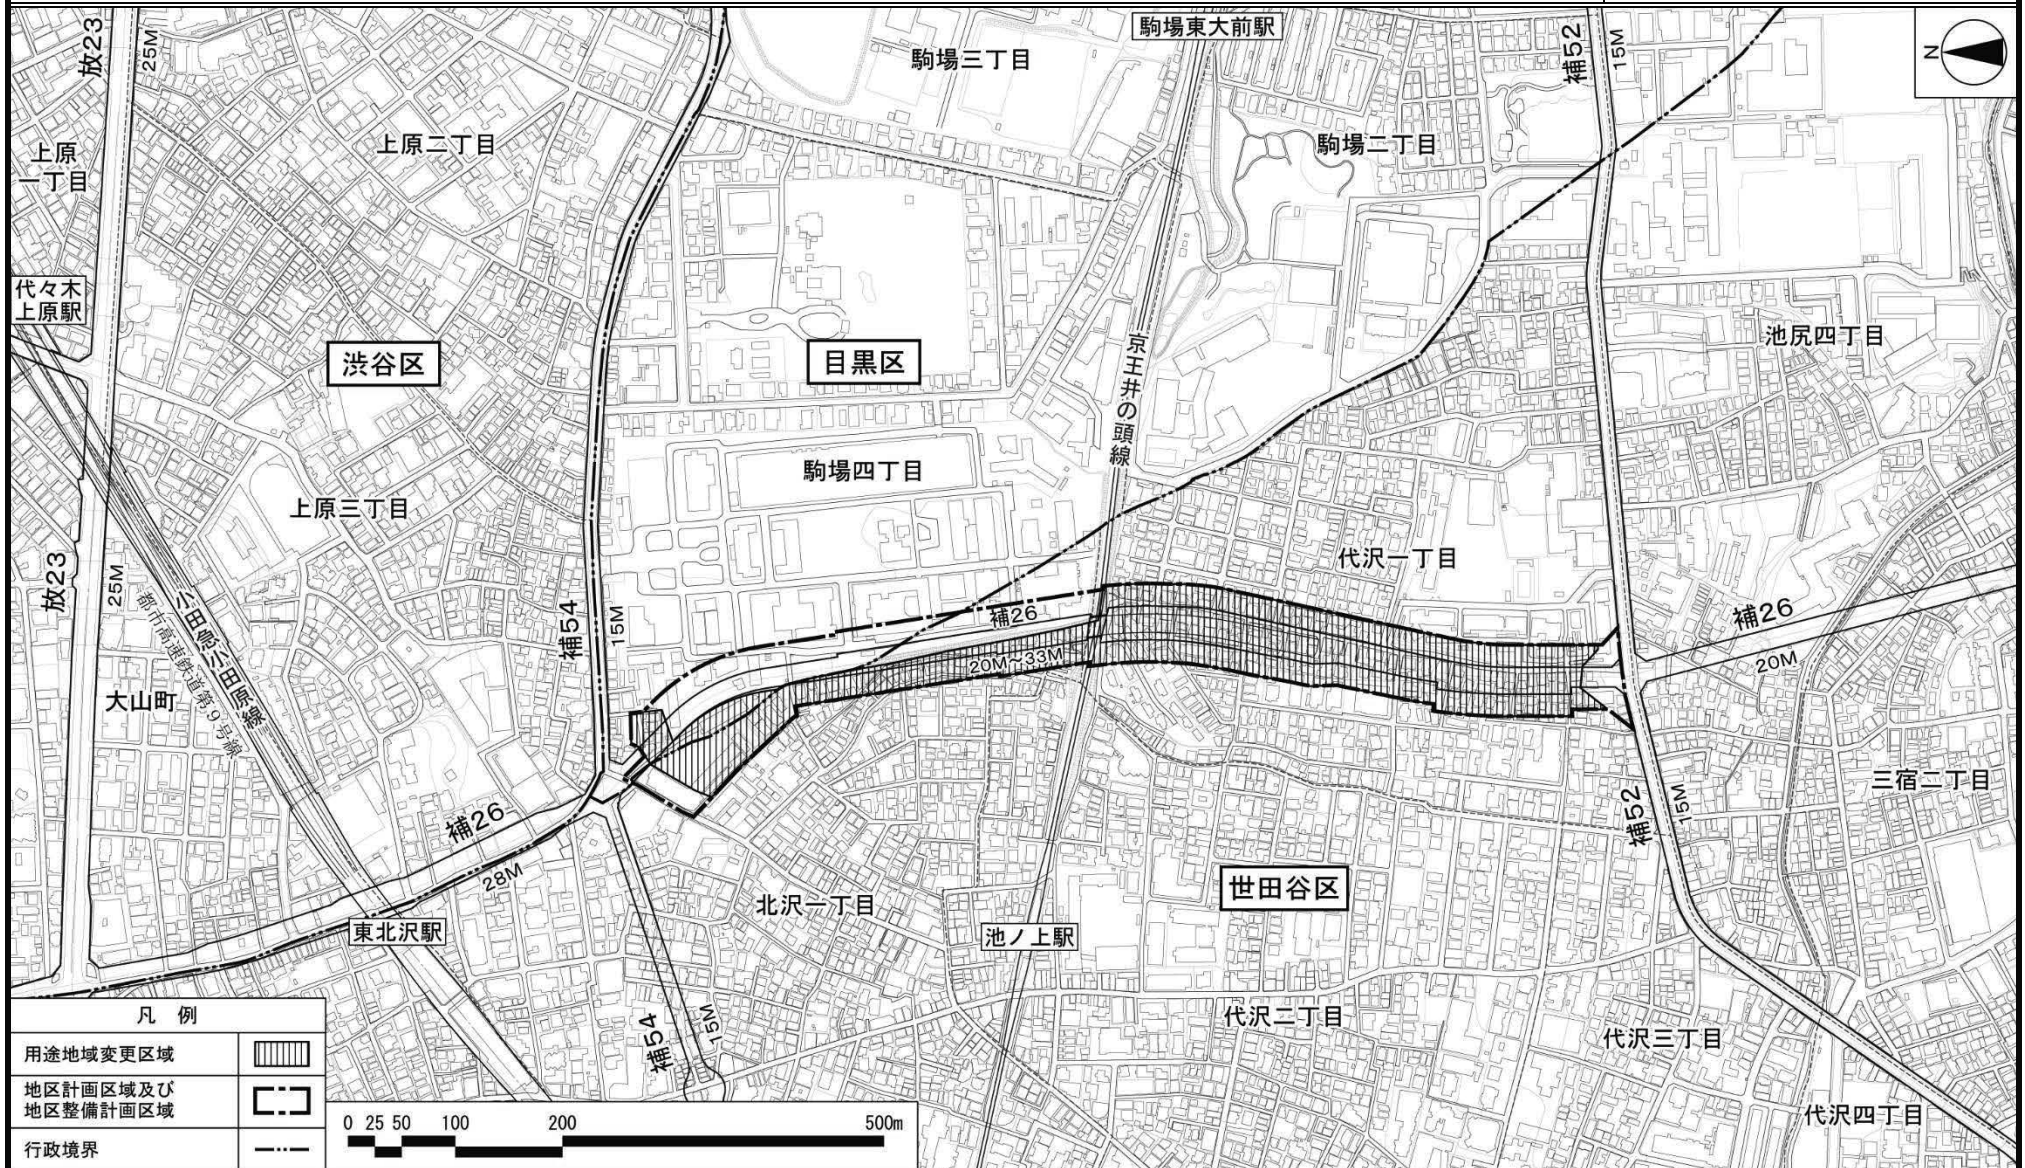 放23
25M
駒場東大前駅
駒場三丁目
補52
15M
N
上原
一丁目
上原二丁目
駒場二丁目
代々木
上原駅
渋谷区
目黒区
京王井の頭線
池尻四丁目
駒場四丁目
上原三丁目
代沢一丁目
放23
25M
小田急小田原線
都市高速鉄道第9号線
補54
15M
補26
20M~33M
補26
20M
大山町
三宿二丁目
補26
28M
補52
15M
世田谷区
北沢一丁目
東北沢駅
池ノ上駅
代沢二丁目
代沢三丁目
補54
15M
代沢四丁目
凡 例
用途地域変更区域
地区計画区域及び
地区整備計画区域
行政境界
0 25 50 100 200 500m